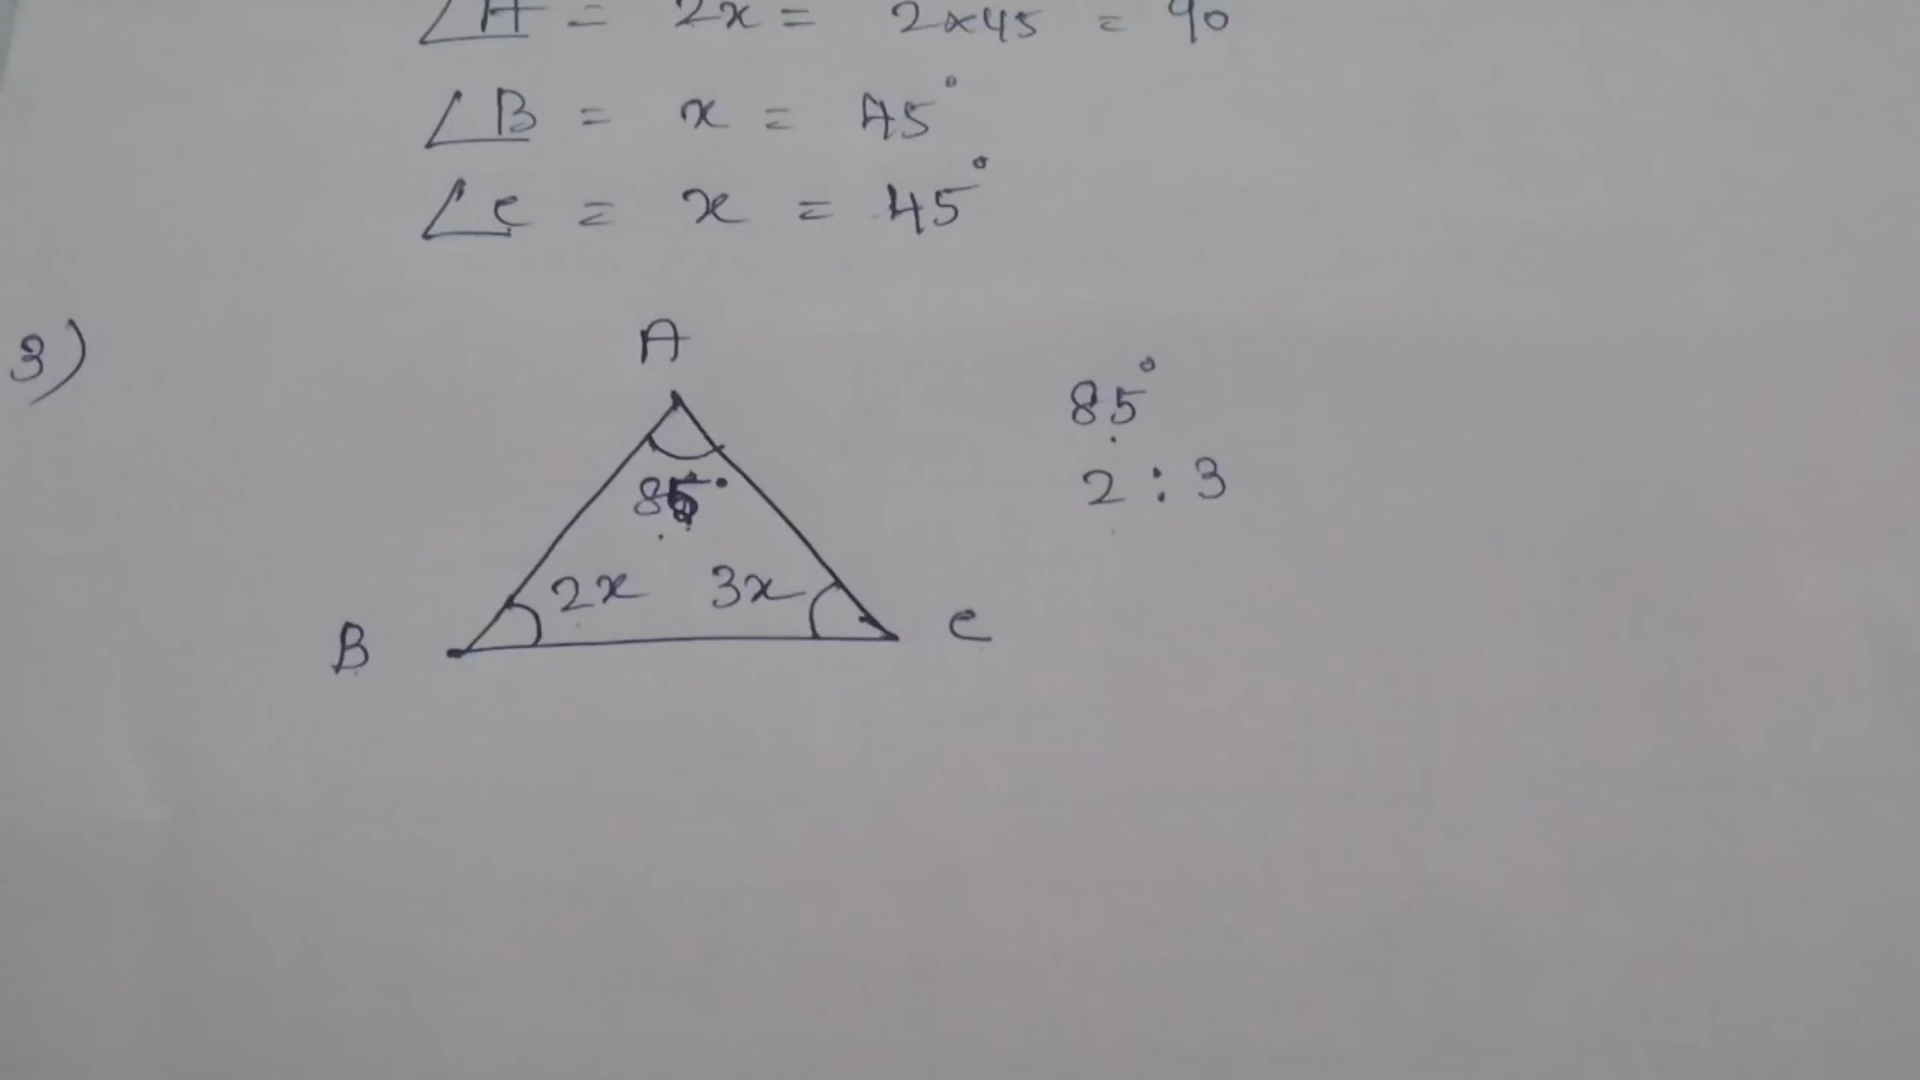 ∠A = 2x = 2×45 = 90
∠B = x = 45°
∠C = x = 45°
3)
A
85°
85°
2 : 3
2x 3x
B C